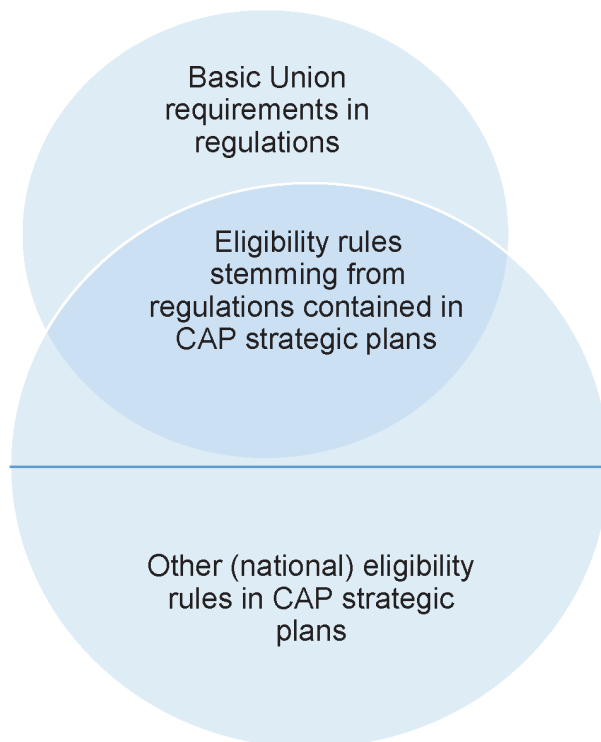 Basic Union
requirements in
regulations
Eligibility rules
stemming from
regulations contained in
CAP strategic plans
Other (national) eligibility
rules in CAP strategic
plans